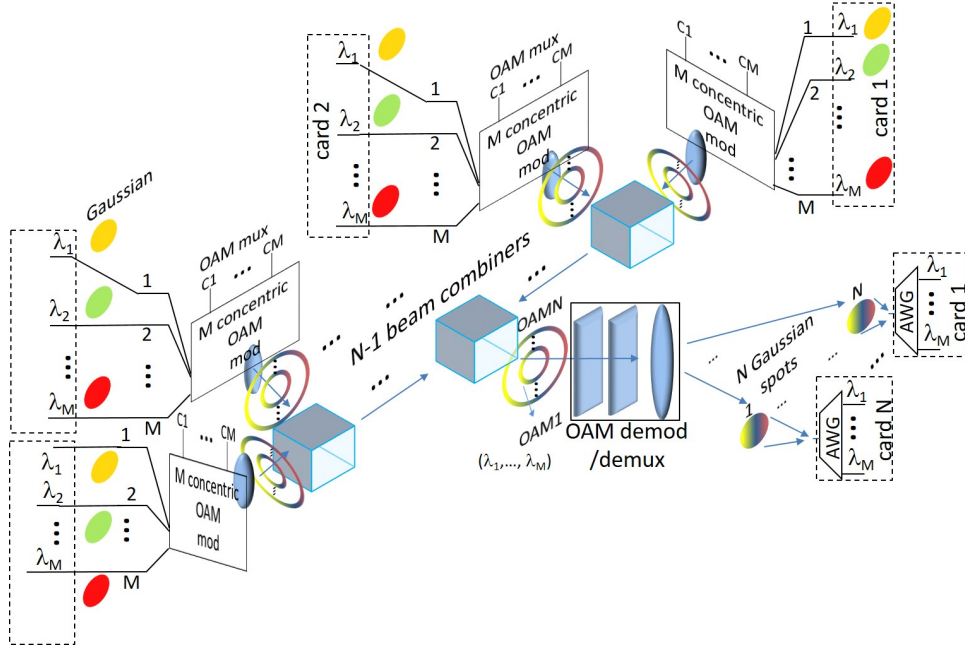 λ1
λ2
λM
card 2
1
2
M
OAM mux
C1 ••• CM
M concentric
OAM
mod
C1 ••• CM
M concentric
OAM
mod
1
2
M
λ1
λ2
λM
card 1
Gaussian
λ1
λ2
λM
1
2
M
OAM mux
C1 ••• CM
M concentric
OAM
mod
N-1 beam combiners
λ1
λ2
λM
1
2
M
C1 ••• CM
M concentric
OAM
mod
OAMN
OAM1
(λ1,..., λM)
OAM demod
/demux
N Gaussian
spots
N
1
AWG
λ1
λM
card 1
AWG
λ1
λM
card N